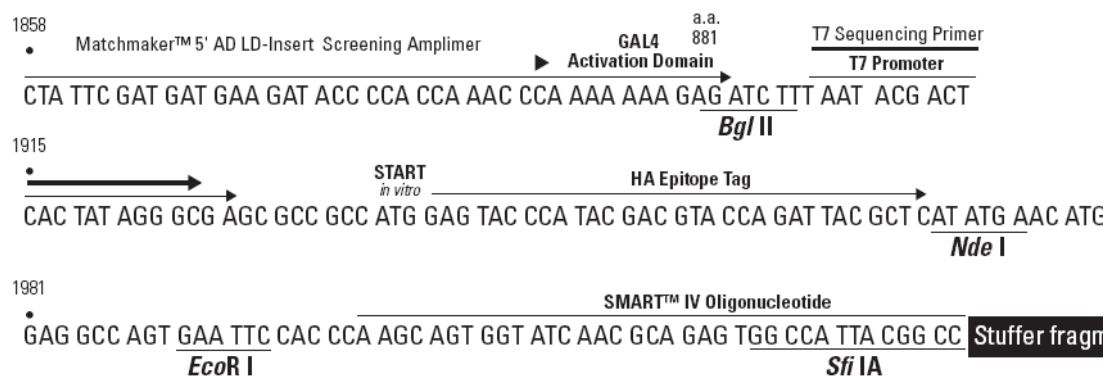 1858
a.a.
Matchmaker™ 5' AD LD-Insert Screening Amplimer
GAL4
881
T7 Sequencing Primer
Activation Domain
T7 Promoter
CTA TTC GAT GAT GAA GAT ACC CCA CCA AAC CCA AAA AAA GAG ATC TTT AAT ACG ACT
Bgl II
1915
START
in vitro
HA Epitope Tag
CAC TAT AGG GCG AGC GCC GCC ATG GAG TAC CCA TAC GAC GTA CCA GAT TAC GCT CAT ATG AAC ATG
Nde I
1981
SMART™ IV Oligonucleotide
GAG GCC AGT GAA TTC CAC CCA AGC AGT GGT ATC AAC GCA GAG TGG CCA TTA CGG CC Stuffer fragm
EcoR I
Sfi IA